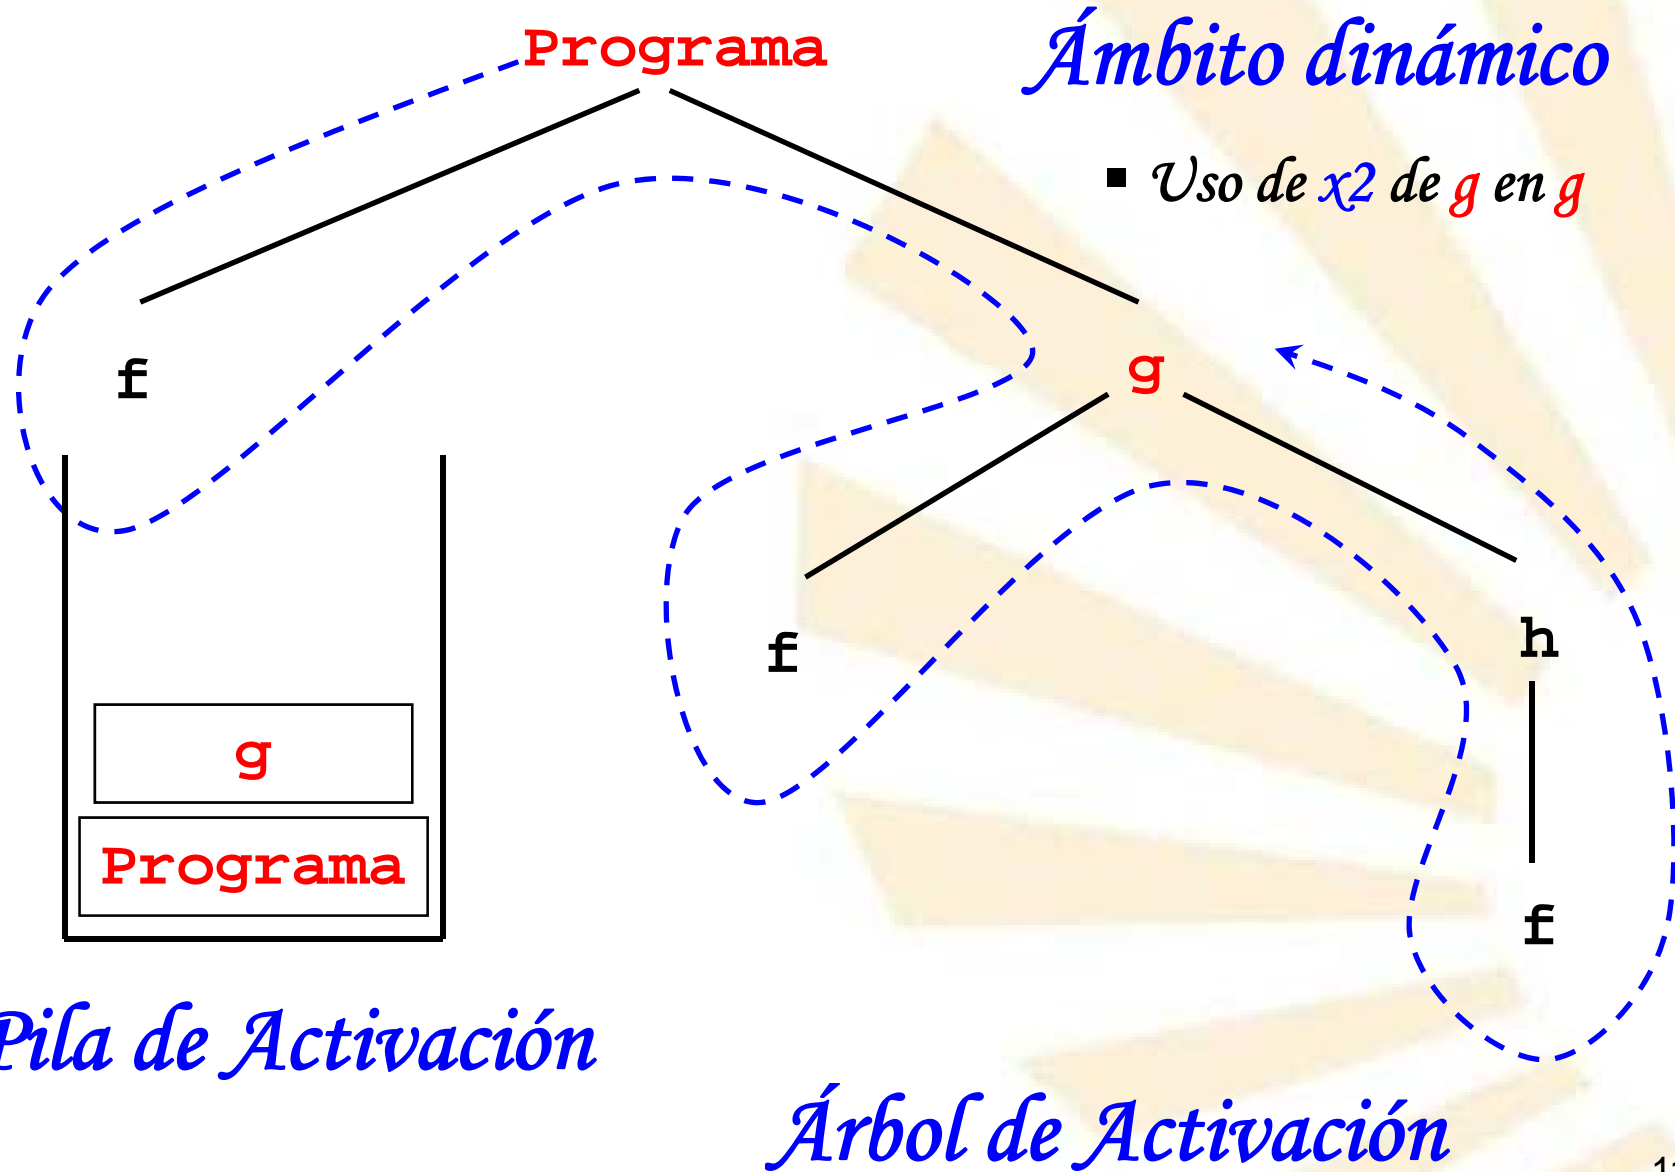 Programa
Ámbito dinámico
Uso de x2 de g en g
f
g
f
h
g
Programa
f
Pila de Activación
Árbol de Activación